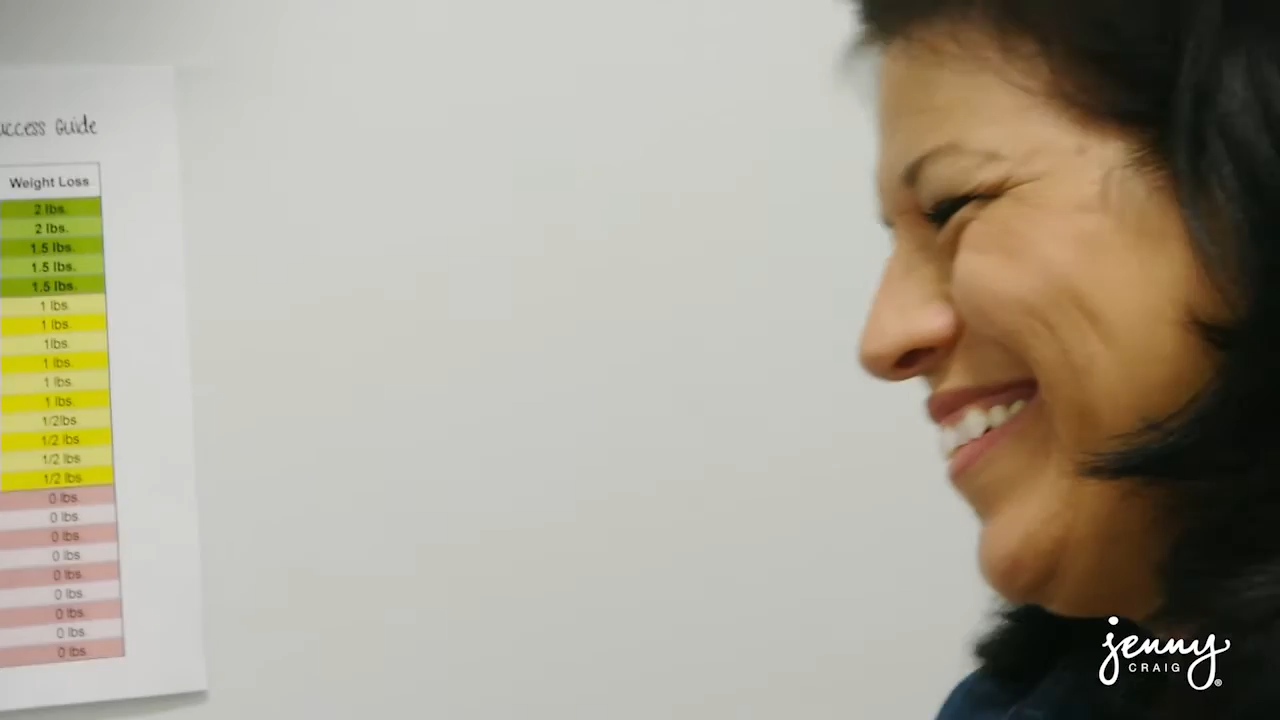 uccess Guide
Weight Loss
2 lbs.
2 lbs.
1.5 lbs.
1.5 lbs.
1.5 lbs.
1 lbs.
1 lbs.
1lbs.
1 lbs.
1 lbs.
1 lbs.
1/2lbs
1/2 lbs
1/2 lbs
1/2 lbs
0 lbs.
0 lbs
0 lbs.
0 lbs
0 lbs.
0 lbs.
0 lbs.
0 lbs.
0 lbs.
jenny
CRAIG®